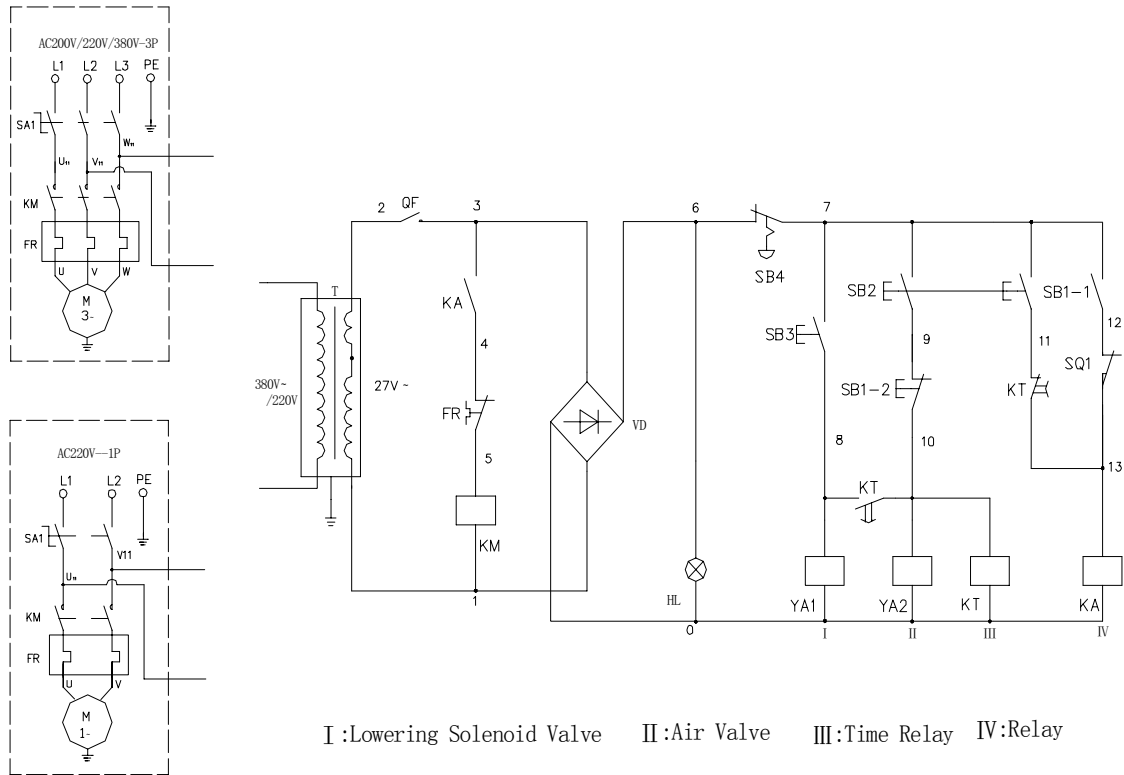 AC200V/220V/380V-3P
L1 L2 L3 PE
SA1
W11
U11 V11
KM
FR
U V W
M
3-
AC220V—1P
L1 L2 PE
SA1
V11
U11
KM
FR
U V
M
1-
2 QF 3
6 7
SB4
T
KA
SB2 SB1-1
SB3
12
4 9 11
380V~ 27V~
/220V
SQ1
FR
SB1-2 KT
VD
8 10
5 13
KT
KM
HL
YA1 YA2 KT KA
1
0
I II III IV
I:Lowering Solenoid Valve II:Air Valve III:Time Relay IV:Relay